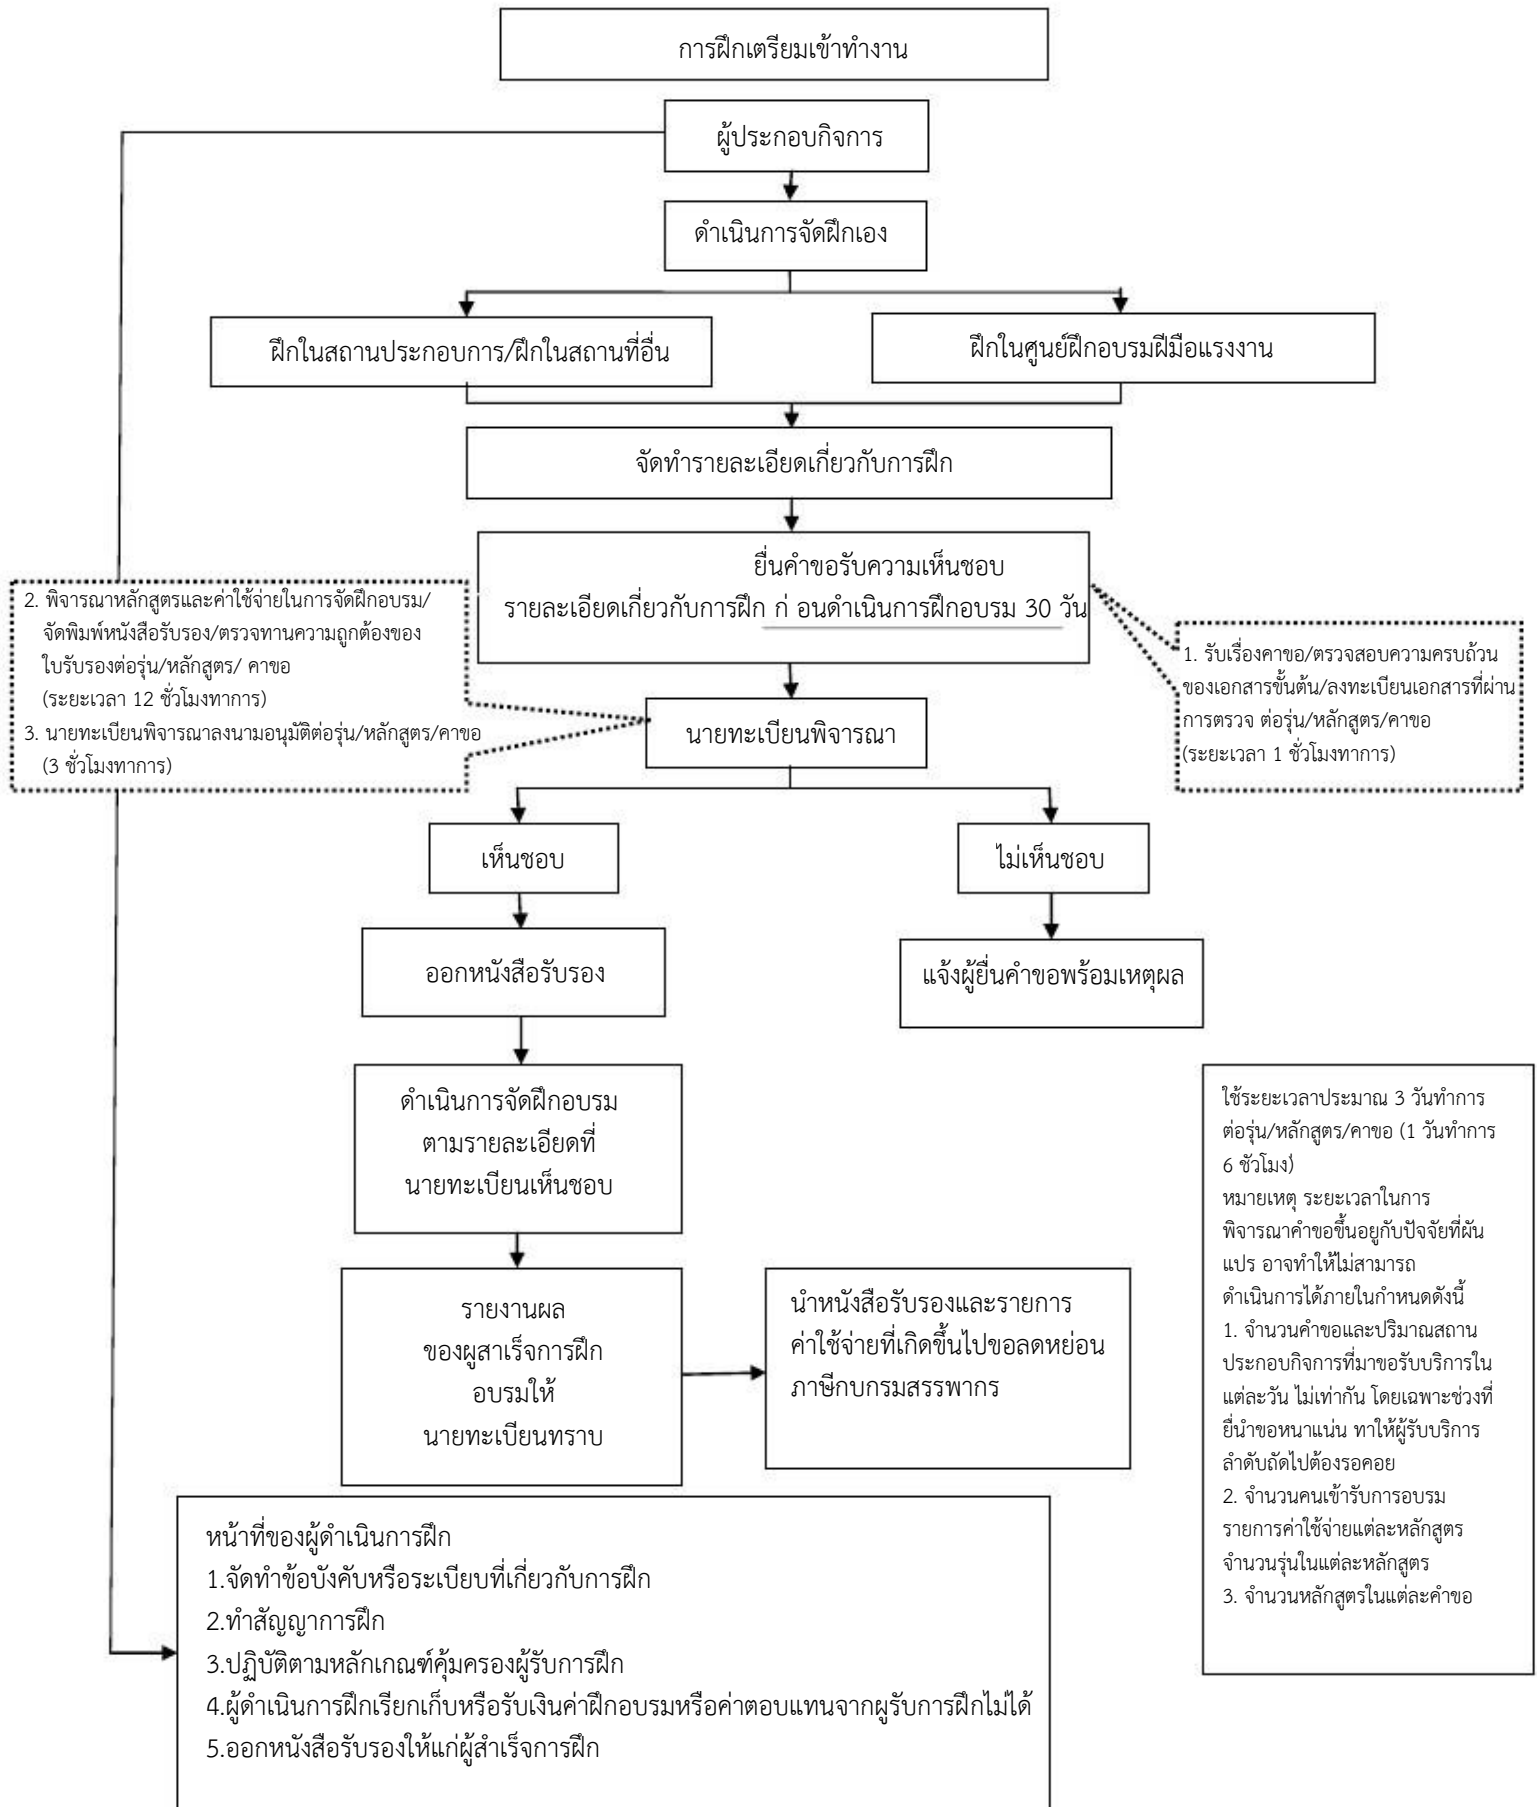 การฝึกเตรียมเข้าทำงาน
ผู้ประกอบกิจการ
ดำเนินการจัดฝึกเอง
ฝึกในสถานประกอบการ/ฝึกในสถานที่อื่น
ฝึกในศูนย์ฝึกอบรมฝีมือแรงงาน
จัดทำรายละเอียดเกี่ยวกับการฝึก
ยื่นคำขอรับความเห็นชอบ
รายละเอียดเกี่ยวกับการฝึก ก่ อนดำเนินการฝึกอบรม 30 วัน
2. พิจารณาหลักสูตรและค่าใช้จ่ายในการจัดฝึกอบรม/
จัดพิมพ์หนังสือรับรอง/ตรวจทานความถูกต้องของ
ใบรับรองต่อรุ่น/หลักสูตร/ คาขอ
(ระยะเวลา 12 ชั่วโมงทาการ)
3. นายทะเบียนพิจารณาลงนามอนุมัติต่อรุ่น/หลักสูตร/คาขอ
(3 ชั่วโมงทาการ)
1. รับเรื่องคาขอ/ตรวจสอบความครบถ้วน
ของเอกสารขั้นต้น/ลงทะเบียนเอกสารที่ผ่าน
การตรวจ ต่อรุ่น/หลักสูตร/คาขอ
(ระยะเวลา 1 ชั่วโมงทาการ)
นายทะเบียนพิจารณา
เห็นชอบ
ไม่เห็นชอบ
ออกหนังสือรับรอง
แจ้งผู้ยื่นคำขอพร้อมเหตุผล
ดำเนินการจัดฝึกอบรม
ตามรายละเอียดที่
นายทะเบียนเห็นชอบ
รายงานผล
ของผูสาเร็จการฝึก
อบรมให้
นายทะเบียนทราบ
นำหนังสือรับรองและรายการ
ค่าใช้จ่ายที่เกิดขึ้นไปขอลดหย่อน
ภาษีกบกรมสรรพากร
ใช้ระยะเวลาประมาณ 3 วันทำการ
ต่อรุ่น/หลักสูตร/คาขอ (1 วันทำการ
6 ชัวโมง่)
หมายเหตุ ระยะเวลาในการ
พิจารณาคำขอขึ้นอยูกับปัจจัยที่ผัน
แปร อาจทำให้ไม่สามารถ
ดำเนินการได้ภายในกำหนดดังนี้
1. จำนวนคำขอและปริมาณสถาน
ประกอบกิจการที่มาขอรับบริการใน
แต่ละวัน ไม่เท่ากัน โดยเฉพาะช่วงที่
ยื่นำขอหนาแน่น ทาให้ผู้รับบริการ
ลำดับถัดไปต้องรอคอย
2. จำนวนคนเข้ารับการอบรม
รายการค่าใช้จ่ายแต่ละหลักสูตร
จำนวนรุ่นในแต่ละหลักสูตร
3. จำนวนหลักสูตรในแต่ละคำขอ
หน้าที่ของผู้ดำเนินการฝึก
1.จัดทำข้อบังคับหรือระเบียบที่เกี่ยวกับการฝึก
2.ทำสัญญาการฝึก
3.ปฏิบัติตามหลักเกณฑ์คุ้มครองผู้รับการฝึก
4.ผู้ดำเนินการฝึกเรียกเก็บหรือรับเงินค่าฝึกอบรมหรือค่าตอบแทนจากผูรับการฝึกไม่ได้
5.ออกหนังสือรับรองให้แก่ผู้สำเร็จการฝึก